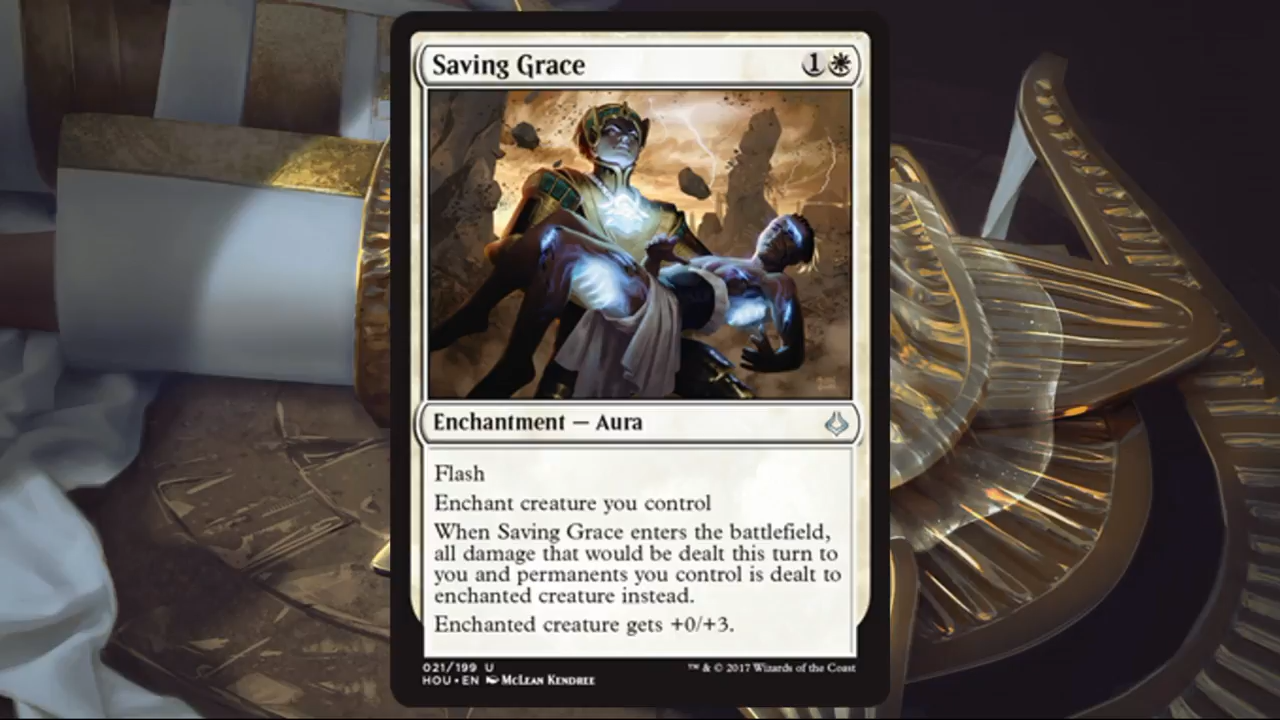 Saving Grace 1
Enchantment — Aura
Flash
Enchant creature you control
When Saving Grace enters the battlefield,
all damage that would be dealt this turn to
you and permanents you control is dealt to
enchanted creature instead.
Enchanted creature gets +0/+3.
021/199 U ™ & © 2017 Wizards of the Coast
HOU • EN McLean Kendree